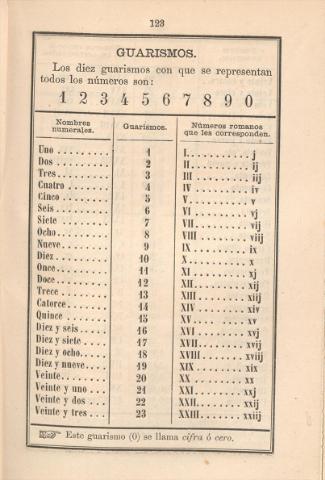 123
GUARISMOS.
Los diez guarismos con que se representan
todos los números son:
1 2 3 4 5 6 7 8 9 0
Nombres numerales. Guarismos. Números romanos que les corresponden.
Uno . . . . . . . . 1 I. . . . . . . . . . j
Dos . . . . . . . . 2 II . . . . . . . . . ij
Tres . . . . . . . . 3 III . . . . . . . . iij
Cuatro . . . . . . . 4 IV . . . . . . . . iv
Cinco . . . . . . . 5 V . . . . . . . . . v
Seis . . . . . . . . 6 VI . . . . . . . . vj
Siete . . . . . . . 7 VII . . . . . . . . vij
Ocho . . . . . . . . 8 VIII . . . . . . . viij
Nueve . . . . . . . 9 IX . . . . . . . . ix
Diez. . . . . . . . 10 X . . . . . . . . . x
Once. . . . . . . . 11 XI . . . . . . . . xj
Doce. . . . . . . . 12 XII. . . . . . . . xij
Trece . . . . . . . 13 XIII . . . . . . . xiij
Catorce . . . . . . 14 XIV . . . . . . . xiv
Quince . . . . . . 15 XV . . . . . . . . xv
Diez y seis . . . . . 16 XVI . . . . . . . xvj
Diez y siete . . . . 17 XVII . . . . . . xvij
Diez y ocho. . . . . 18 XVIII . . . . . . xviij
Diez y nueve . . . . 19 XIX . . . . . . . xix
Veinte. . . . . . . 20 XX . . . . . . . . xx
Veinte y uno . . . . 21 XXI . . . . . . . xxj
Veinte y dos . . . . 22 XXII. . . . . . . xxij
Veinte y tres . . . . 23 XXIII . . . . . . xxiij
☞ Este guarismo (0) se llama cifra ó cero.